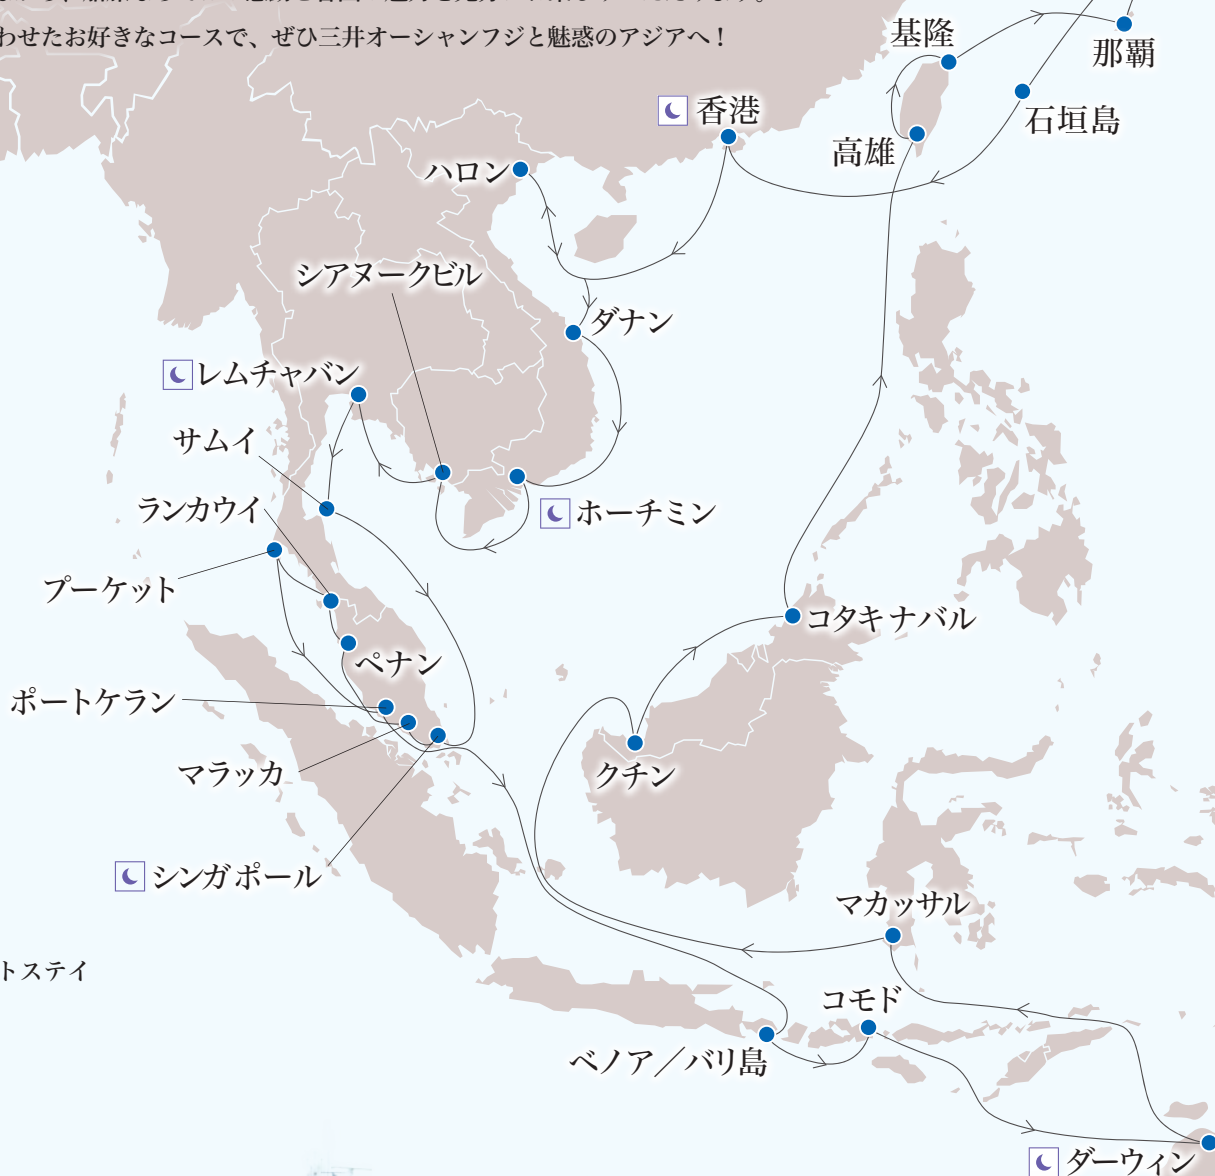 わせたお好きなコースで、ぜひ三井オーシャンフジと魅惑のアジアへ！
基隆
那覇
香港
石垣島
高雄
ハロン
シアヌークビル
ダナン
レムチャバン
サムイ
ランカウイ
ホーチミン
プーケット
コタキナバル
ペナン
ポートケラン
マラッカ
クチン
シンガポール
マカッサル
トステイ
コモド
ベノア／バリ島
ダーウィン